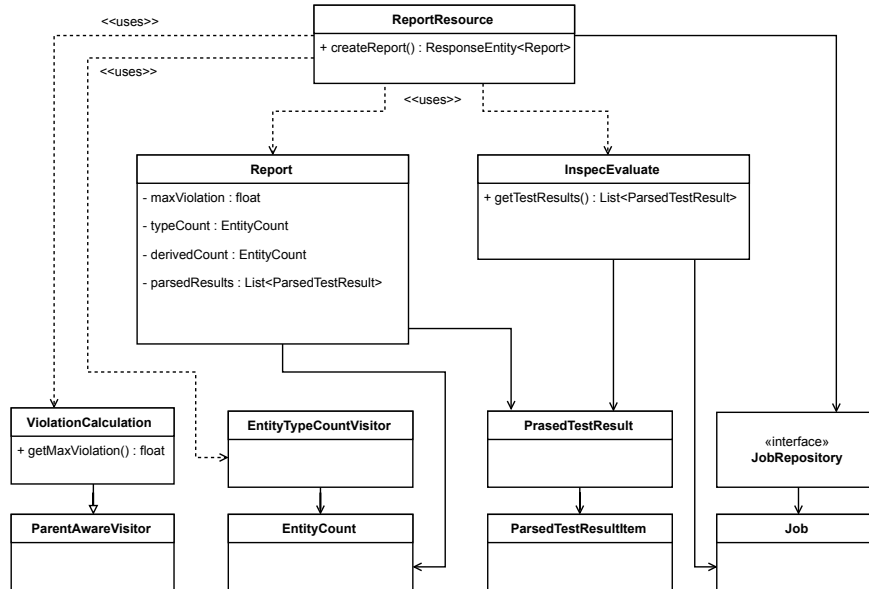 ReportResource
<<uses>>
+ createReport() : ResponseEntity<Report>
<<uses>>
<<uses>>
Report
- maxViolation : float
- typeCount : EntityCount
- derivedCount : EntityCount
- parsedResults : List<ParsedTestResult>
InspecEvaluate
+ getTestResults() : List<ParsedTestResult>
ViolationCalculation
+ getMaxViolation() : float
EntityTypeCountVisitor
PrasedTestResult
«interface»
JobRepository
ParentAwareVisitor
EntityCount
ParsedTestResultItem
Job